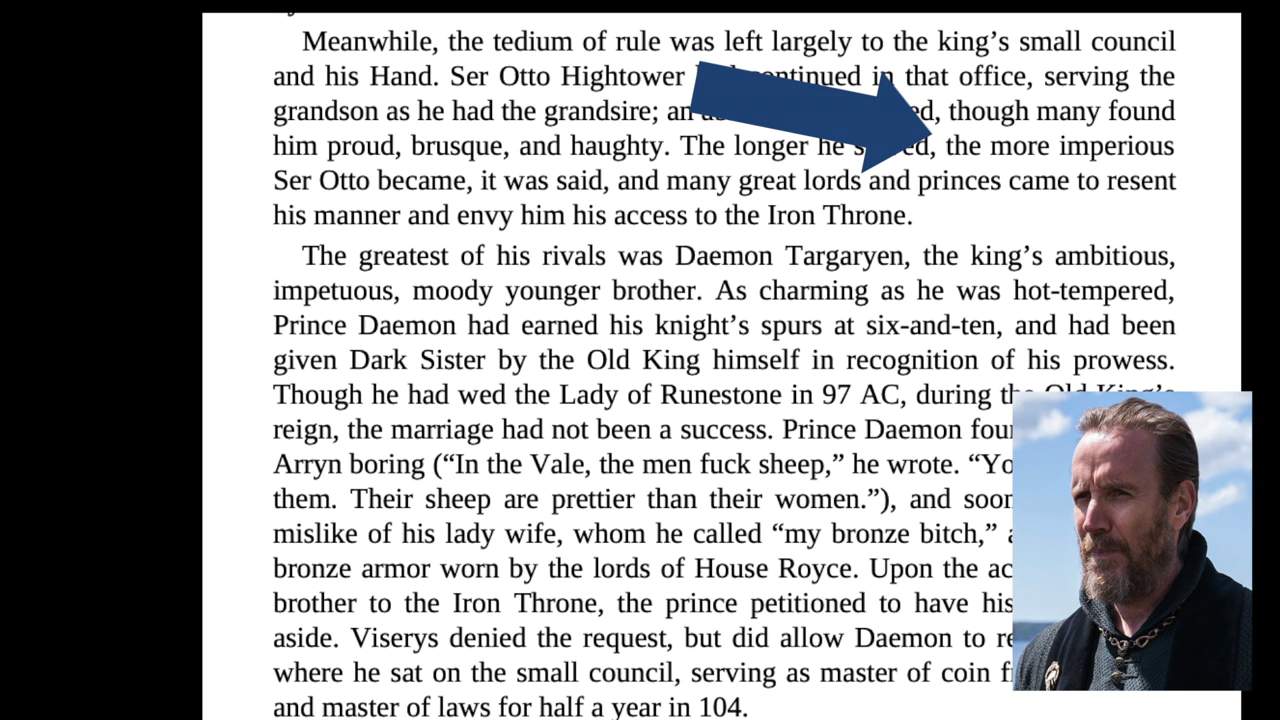 Meanwhile, the tedium of rule was left largely to the king’s small council
and his Hand. Ser Otto Hightower continued in that office, serving the
grandson as he had the grandsire; an though many found
him proud, brusque, and haughty. The longer he the more imperious
Ser Otto became, it was said, and many great lords and princes came to resent
his manner and envy him his access to the Iron Throne.
The greatest of his rivals was Daemon Targaryen, the king’s ambitious,
impetuous, moody younger brother. As charming as he was hot-tempered,
Prince Daemon had earned his knight’s spurs at six-and-ten, and had been
given Dark Sister by the Old King himself in recognition of his prowess.
Though he had wed the Lady of Runestone in 97 AC, during the Old King’s
reign, the marriage had not been a success. Prince Daemon
Arryn boring (“In the Vale, the men fuck sheep,” he wrote.
them. Their sheep are prettier than their women.”), and
mislike of his lady wife, whom he called “my bronze bitch,”
bronze armor worn by the lords of House Royce. Upon the
brother to the Iron Throne, the prince petitioned to have his
aside. Viserys denied the request, but did allow Daemon to
where he sat on the small council, serving as master of coin
and master of laws for half a year in 104.